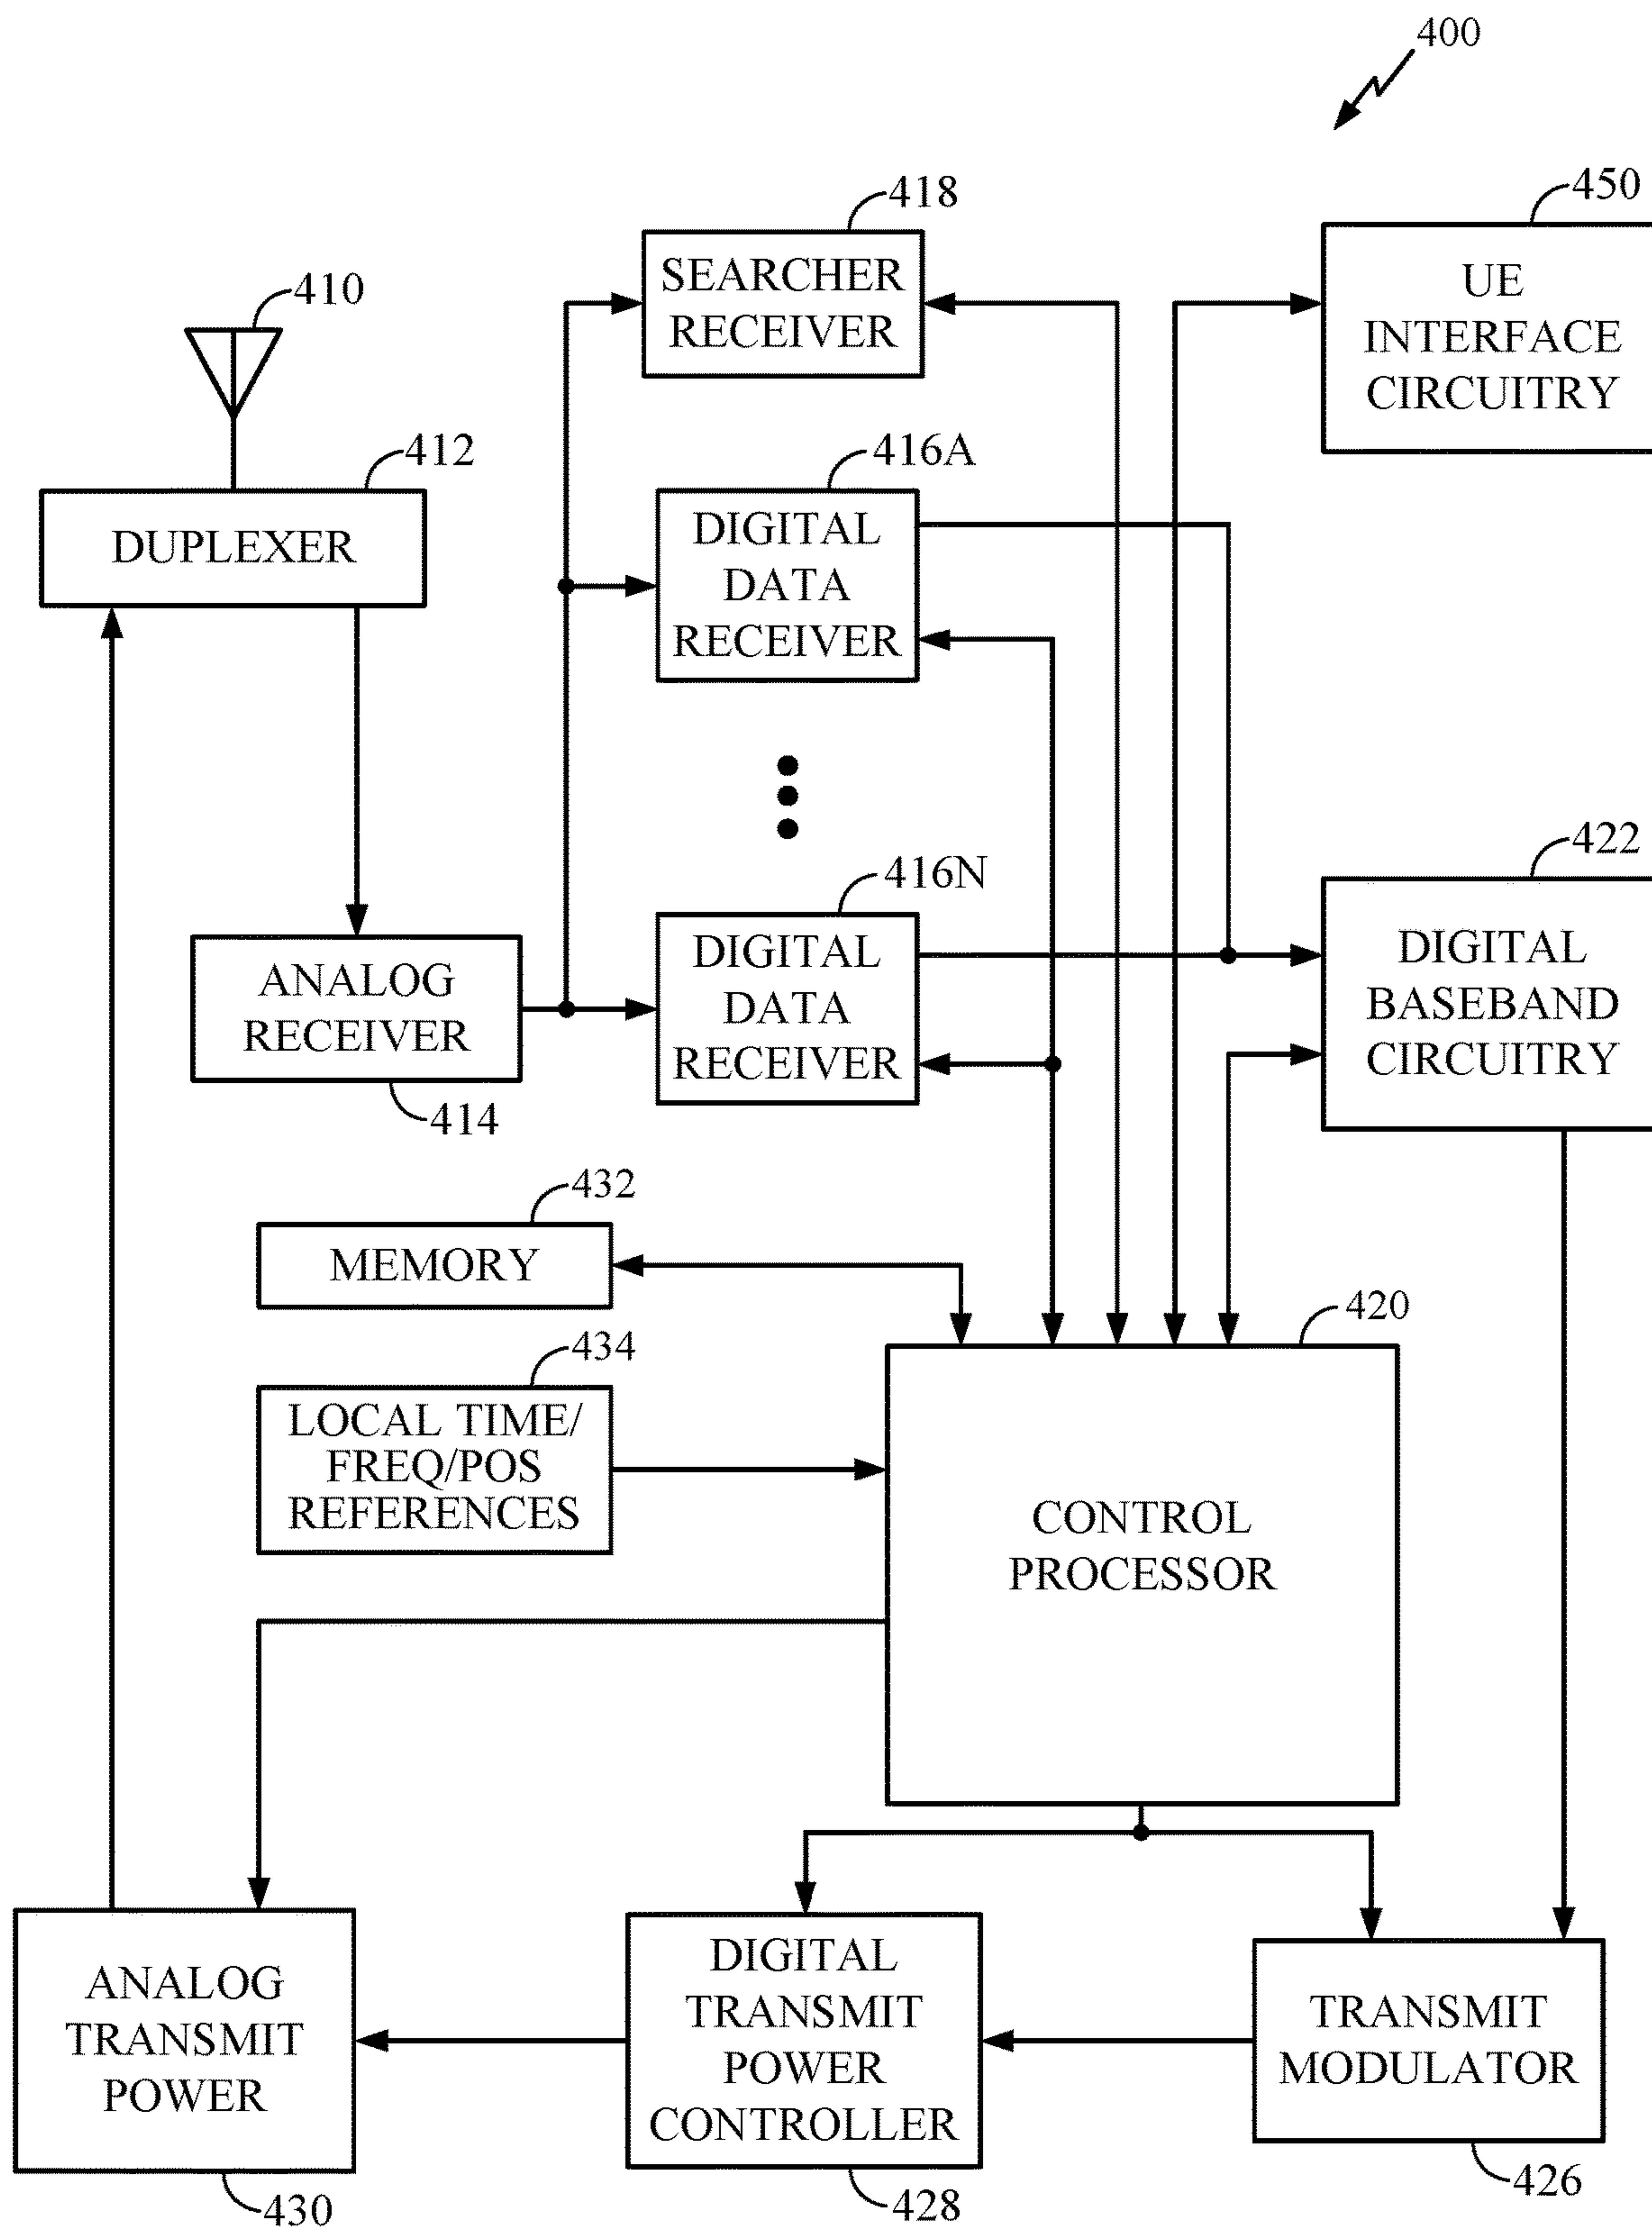 400
418
SEARCHER
RECEIVER
450
UE
INTERFACE
CIRCUITRY
410
412
DUPLEXER
416A
DIGITAL
DATA
RECEIVER
416N
DIGITAL
DATA
RECEIVER
422
DIGITAL
BASEBAND
CIRCUITRY
ANALOG
RECEIVER
414
432
MEMORY
434
LOCAL TIME/
FREQ/POS
REFERENCES
420
CONTROL
PROCESSOR
ANALOG
TRANSMIT
POWER
430
DIGITAL
TRANSMIT
POWER
CONTROLLER
428
TRANSMIT
MODULATOR
426